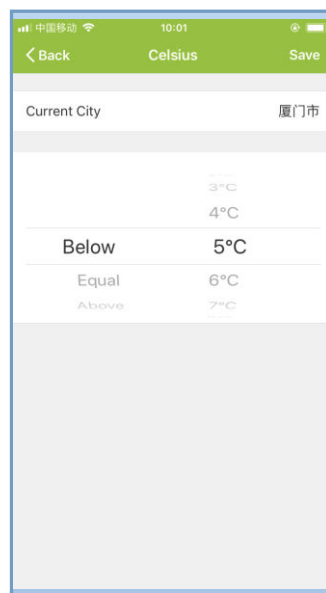 中国移动 10:01
Back Celsius Save
Current City 厦门市
3°C
4°C
Below 5°C
Equal 6°C
Above 7°C